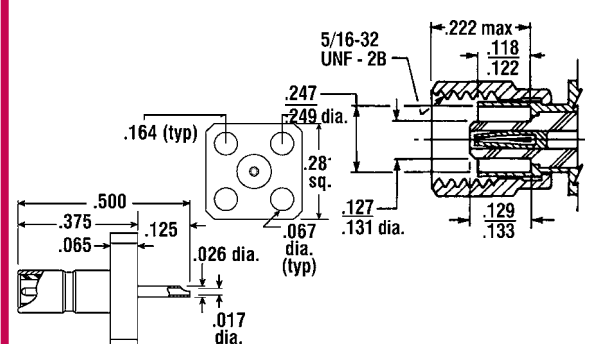 .222 max
5/16-32
UNF - 2B
.118
.122
.247
.249 dia.
.164 (typ)
sq.
.127
.131 dia.
.129
.133
.067
dia.
(typ)
.500
.375
.125
.065
.026 dia.
.017
dia.